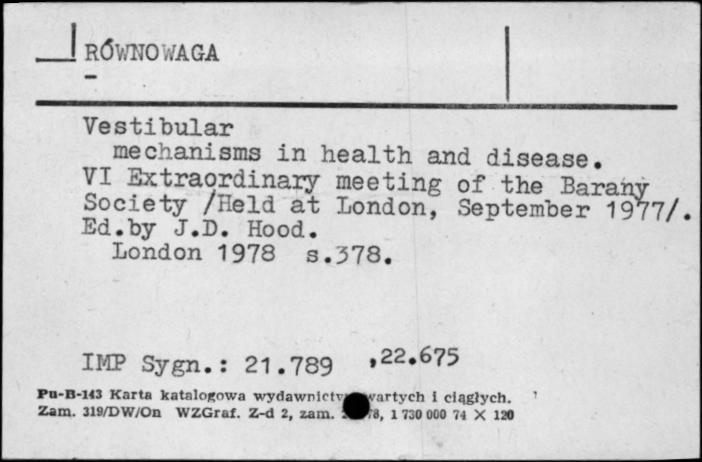 RÓWNOWAGA
Vestibular
mechanisms in health and disease.
VI Extraordinary meeting of the Barany
Society /Held at London, September 1977/.
Ed.by J.D. Hood.
London 1978 s.378.
IMP Sygn.: 21.789 ,22.675
Pu-B-143 Karta katalogowa i ciągłych.
Zam. 319/DW/On WZGraf. Z-d 2, zam. 1 730 000 74 X 120